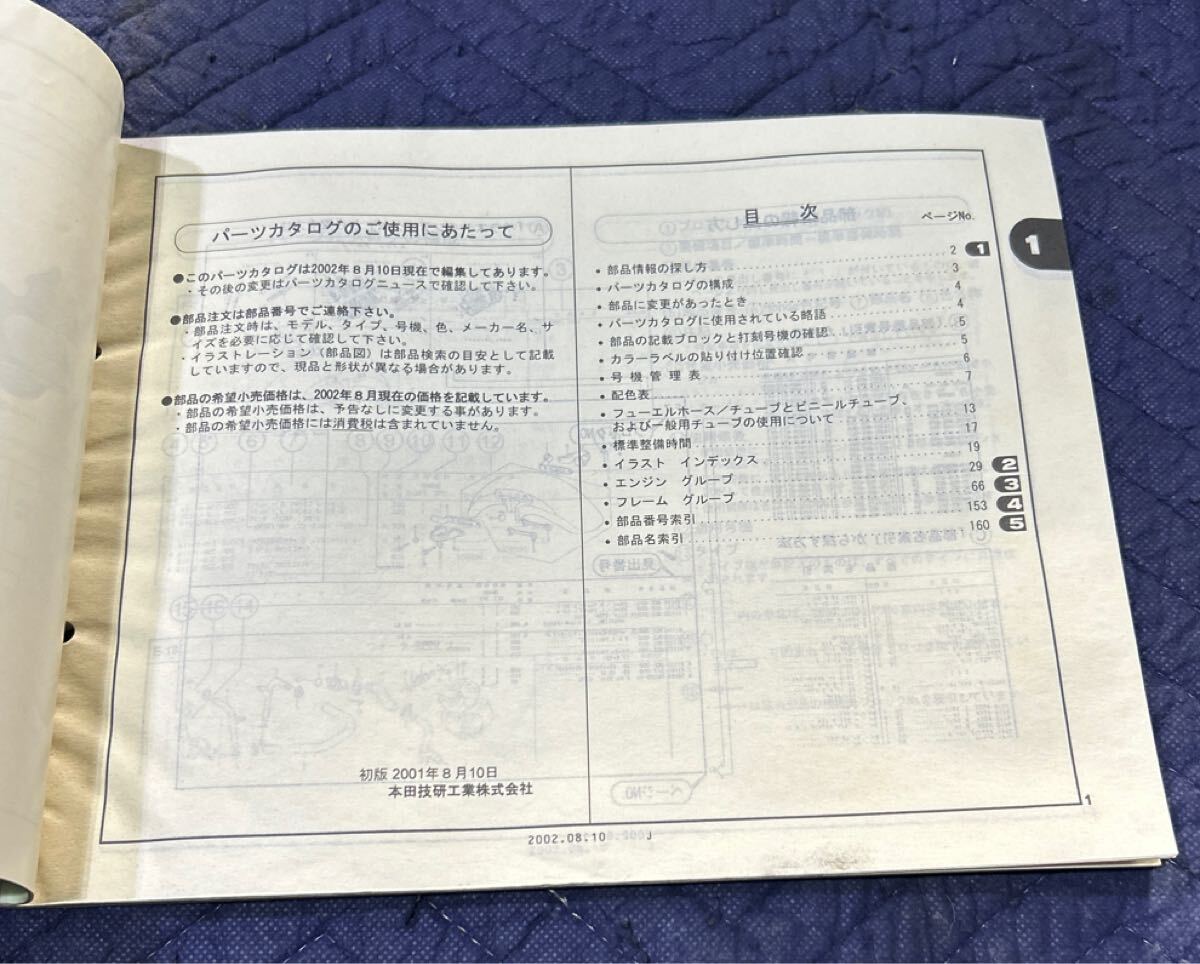 パーツカタログのご使用にあたって
●このパーツカタログは2002年8月10日現在で編集してあります。
・その後の変更はパーツカタログニュースで確認して下さい。
●部品注文は部品番号でご連絡下さい。
・部品注文時は、モデル、タイプ、号機、色、メーカー名、サ
イズを必要に応じて確認して下さい。
・イラストレーション（部品図）は部品検索の目安として記載
していますので、現品と形状が異なる場合があります。
●部品の希望小売価格は、2002年8月現在の価格を記載しています。
・部品の希望小売価格は、予告なしに変更する事があります。
・部品の希望小売価格には消費税は含まれていません。
初版 2001年8月10日
本田技研工業株式会社
目 次
ページNo.
・部品情報の探し方 2 1
・パーツカタログの構成 3
・部品に変更があったとき 4
・パーツカタログに使用されている略語 4
・部品の記載ブロックと打刻号機の確認 5
・カラーラベルの貼り付け位置確認 5
・号機管理表 6
・配色表 7
・フューエルホース／チューブとビニールチューブ、
および一般用チューブの使用について 13
・標準整備時間 17
・イラスト インデックス 19
・エンジン グループ 29 2
・フレーム グループ 66 3
・部品番号索引 153 4
・部品名索引 160 5
1
2002.08.10 J
1